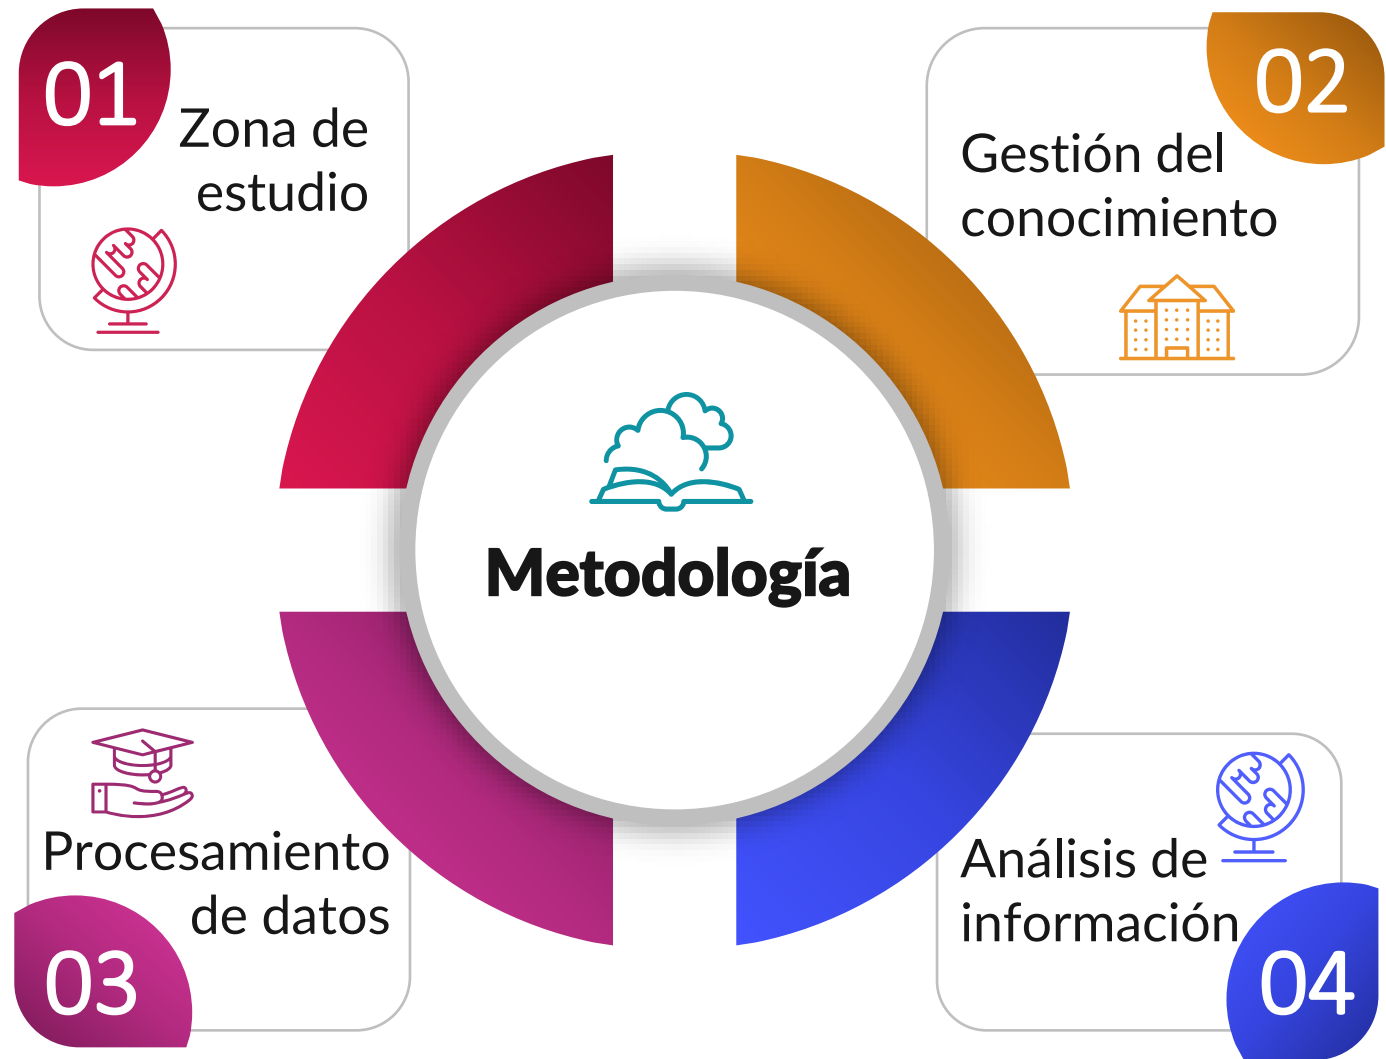 01
Zona de
estudio
02
Gestión del
conocimiento
Metodología
Procesamiento
de datos
03
Análisis de
información
04